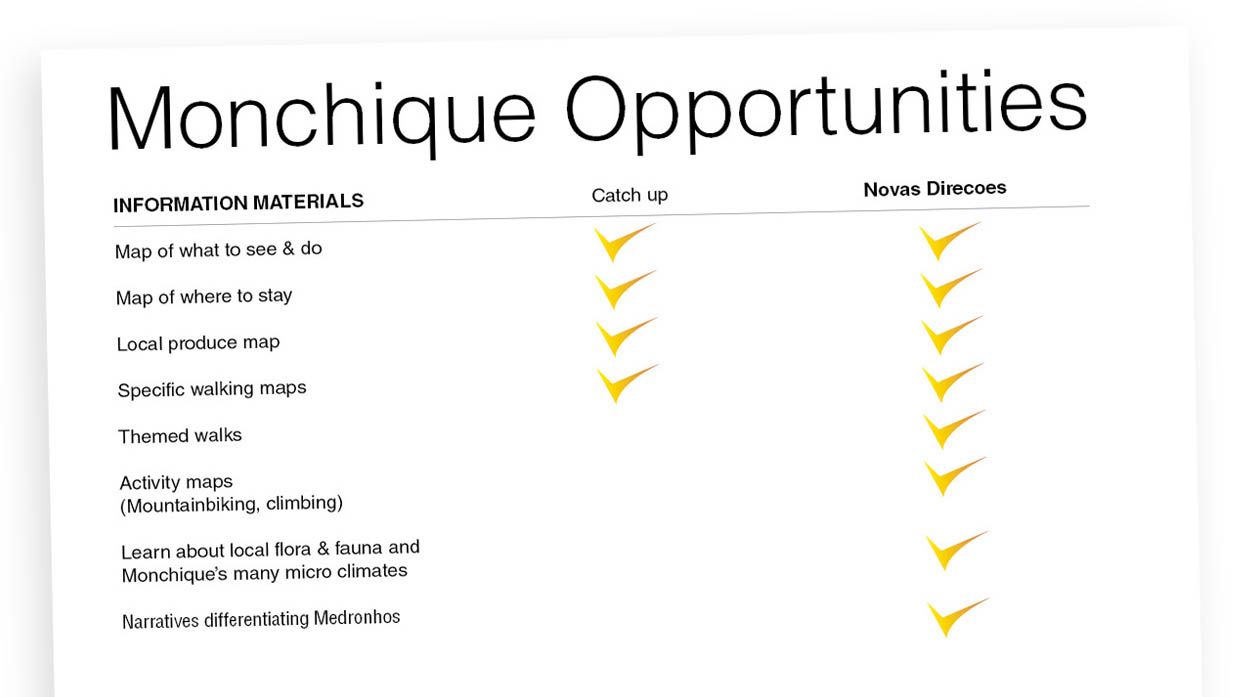 Monchique Opportunities
INFORMATION MATERIALS Catch up Novas Direcoes
Map of what to see & do
Map of where to stay
Local produce map
Specific walking maps
Themed walks
Activity maps
(Mountainbiking, climbing)
Learn about local flora & fauna and
Monchique’s many micro climates
Narratives differentiating Medronhos